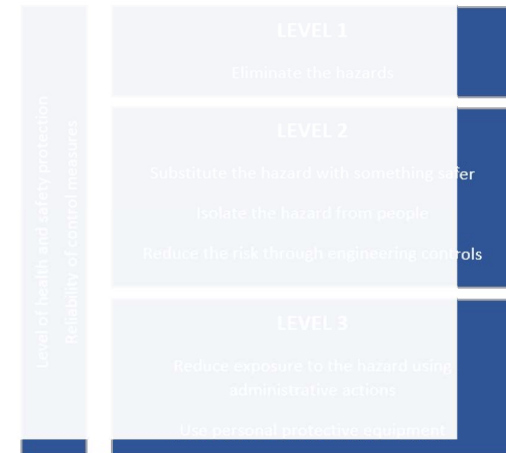 Level of health and safety protection
Reliability of control measures
LEVEL 1
Eliminate the hazards
LEVEL 2
Substitute the hazard with something safer
Isolate the hazard from people
Reduce the risk through engineering controls
LEVEL 3
Reduce exposure to the hazard using
administrative actions
Use personal protective equipment